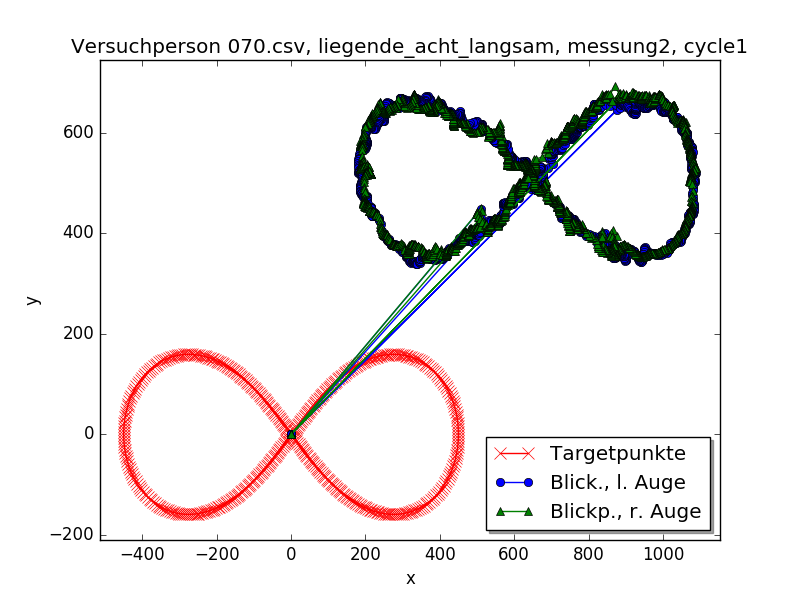 Versuchperson 070.csv, liegende_acht_langsam, messung2, cycle1
600
400
200
0
−200
y
−400 −200 0 200 400 600 800 1000
x
Targetpunkte
Blick., l. Auge
Blickp., r. Auge